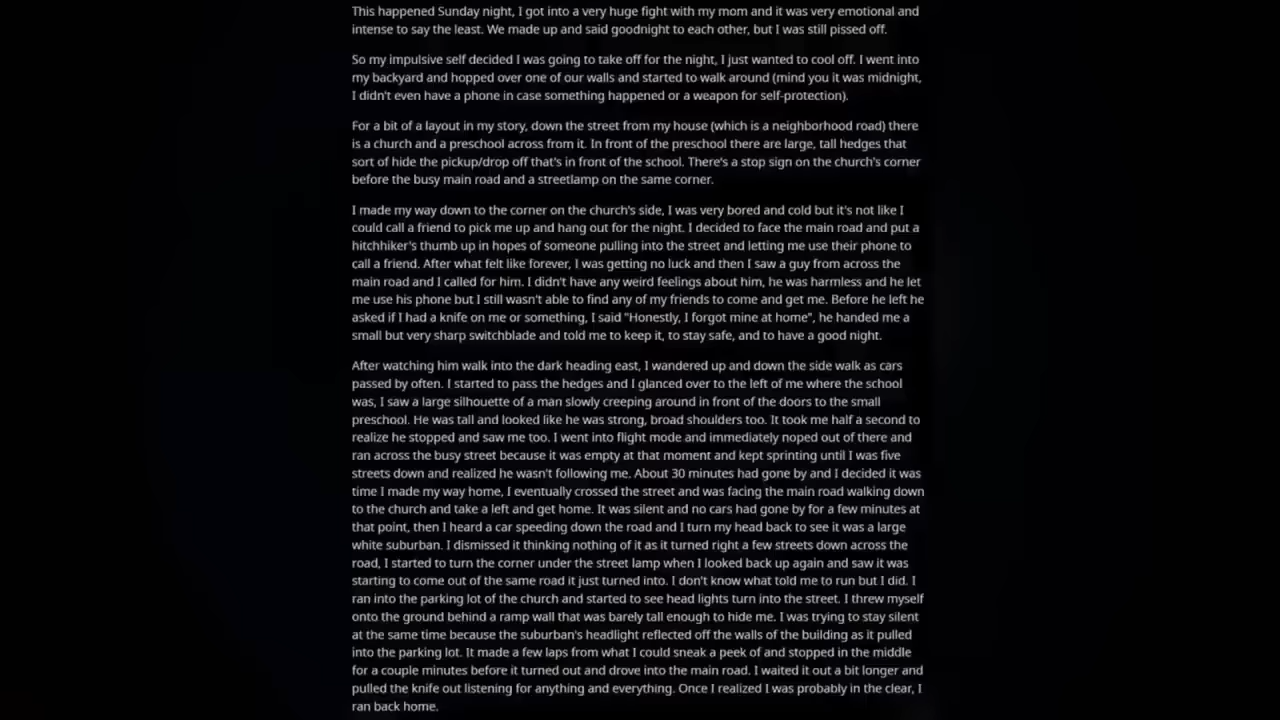 This happened Sunday night, I got into a very huge fight with my mom and it was very emotional and
intense to say the least. We made up and said goodnight to each other, but I was still pissed off.
So my impulsive self decided I was going to take off for the night, I just wanted to cool off. I went into
my backyard and hopped over one of our walls and started to walk around (mind you it was midnight,
I didn't even have a phone in case something happened or a weapon for self-protection).
For a bit of a layout in my story, down the street from my house (which is a neighborhood road) there
is a church and a preschool across from it. In front of the preschool there are large, tall hedges that
sort of hide the pickup/drop off that's in front of the school. There's a stop sign on the church's corner
before the busy main road and a streetlamp on the same corner.
I made my way down to the corner on the church's side, I was very bored and cold but it's not like I
could call a friend to pick me up and hang out for the night. I decided to face the main road and put a
hitchhiker's thumb up in hopes of someone pulling into the street and letting me use their phone to
call a friend. After what felt like forever, I was getting no luck and then I saw a guy from across the
main road and I called for him. I didn't have any weird feelings about him, he was harmless and he let
me use his phone but I still wasn't able to find any of my friends to come and get me. Before he left he
asked if I had a knife on me or something, I said "Honestly, I forgot mine at home", he handed me a
small but very sharp switchblade and told me to keep it, to stay safe, and to have a good night.
After watching him walk into the dark heading east, I wandered up and down the side walk as cars
passed by often. I started to pass the hedges and I glanced over to the left of me where the school
was, I saw a large silhouette of a man slowly creeping around in front of the doors to the small
preschool. He was tall and looked like he was strong, broad shoulders too. It took me half a second to
realize he stopped and saw me too. I went into flight mode and immediately noped out of there and
ran across the busy street because it was empty at that moment and kept sprinting until I was five
streets down and realized he wasn't following me. About 30 minutes had gone by and I decided it was
time I made my way home, I eventually crossed the street and was facing the main road walking down
to the church and take a left and get home. It was silent and no cars had gone by for a few minutes at
that point, then I heard a car speeding down the road and I turn my head back to see it was a large
white suburban. I dismissed it thinking nothing of it as it turned right a few streets down across the
road, I started to turn the corner under the street lamp when I looked back up again and saw it was
starting to come out of the same road it just turned into. I don't know what told me to run but I did. I
ran into the parking lot of the church and started to see head lights turn into the street. I threw myself
onto the ground behind a ramp wall that was barely tall enough to hide me. I was trying to stay silent
at the same time because the suburban's headlight reflected off the walls of the building as it pulled
into the parking lot. It made a few laps from what I could sneak a peek of and stopped in the middle
for a couple minutes before it turned out and drove into the main road. I waited it out a bit longer and
pulled the knife out listening for anything and everything. Once I realized I was probably in the clear, I
ran back home.